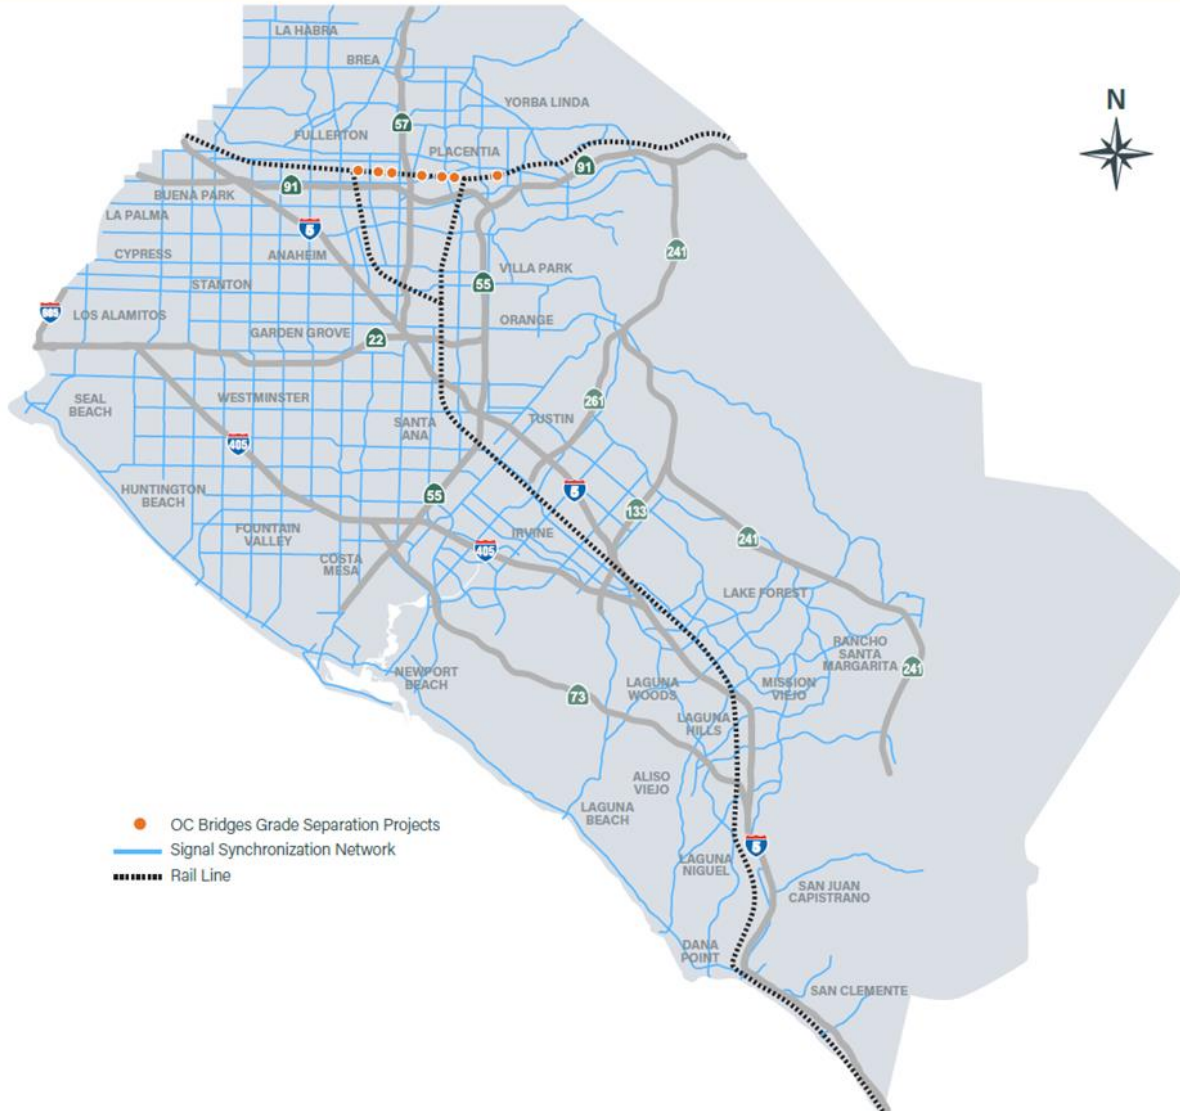 LA HABRA
BREA
N
YORBA LINDA
57
FULLERTON
PLACENTIA
91
91
BUENA PARK
LA PALMA
5
CYPRESS
ANAHEIM
241
VILLA PARK
STANTON
55
605
LOS ALAMITOS
ORANGE
GARDEN GROVE
22
SEAL
BEACH
WESTMINSTER
261
SANTA
ANA
TUSTIN
405
HUNTINGTON
BEACH
55
5
133
FOUNTAIN
VALLEY
IRVINE
241
405
COSTA
MESA
LAKE FOREST
RANCHO
SANTA
MARGARITA
241
NEWPORT
BEACH
LAGUNA
WOODS
MISSION
VIEJO
73
LAGUNA
HILLS
ALISO
VIEJO
LAGUNA
BEACH
OC Bridges Grade Separation Projects
Signal Synchronization Network
Rail Line
5
LAGUNA
NIGUEL
SAN JUAN
CAPISTRANO
DANA
POINT
SAN CLEMENTE